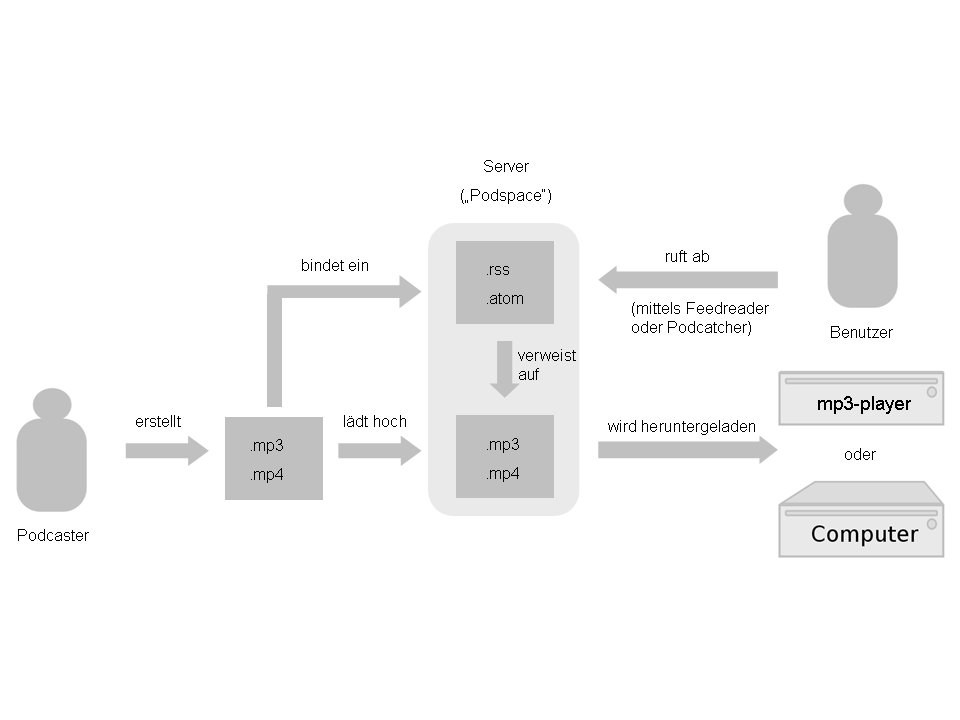 Server
(„Podspace“)
bindet ein
.rss
.atom
ruft ab
(mittels Feedreader
oder Podcatcher)
Benutzer
verweist
auf
mp3-player
erstellt
lädt hoch
wird heruntergeladen
.mp3
.mp4
.mp3
.mp4
oder
Podcaster
Computer